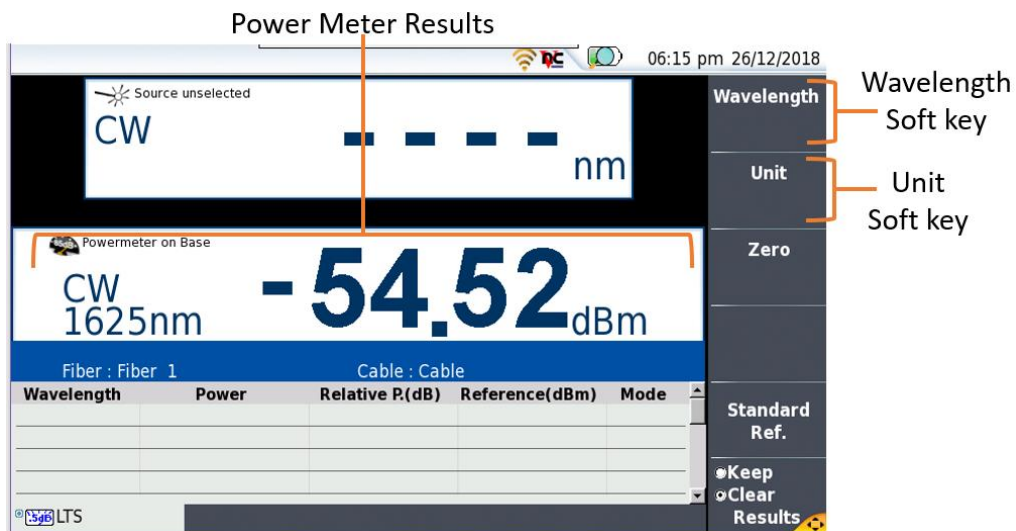 Power Meter Results
06:15 pm 26/12/2018
Source unselected
CW
- - - -
nm
Wavelength
Wavelength
Soft key
Unit
Unit
Soft key
Powermeter on Base
CW
1625nm
-54.52dBm
Zero
Fiber : Fiber 1 Cable : Cable
Wavelength Power Relative P.(dB) Reference(dBm) Mode
Standard
Ref.
Keep
Clear
Results
.5dB LTS